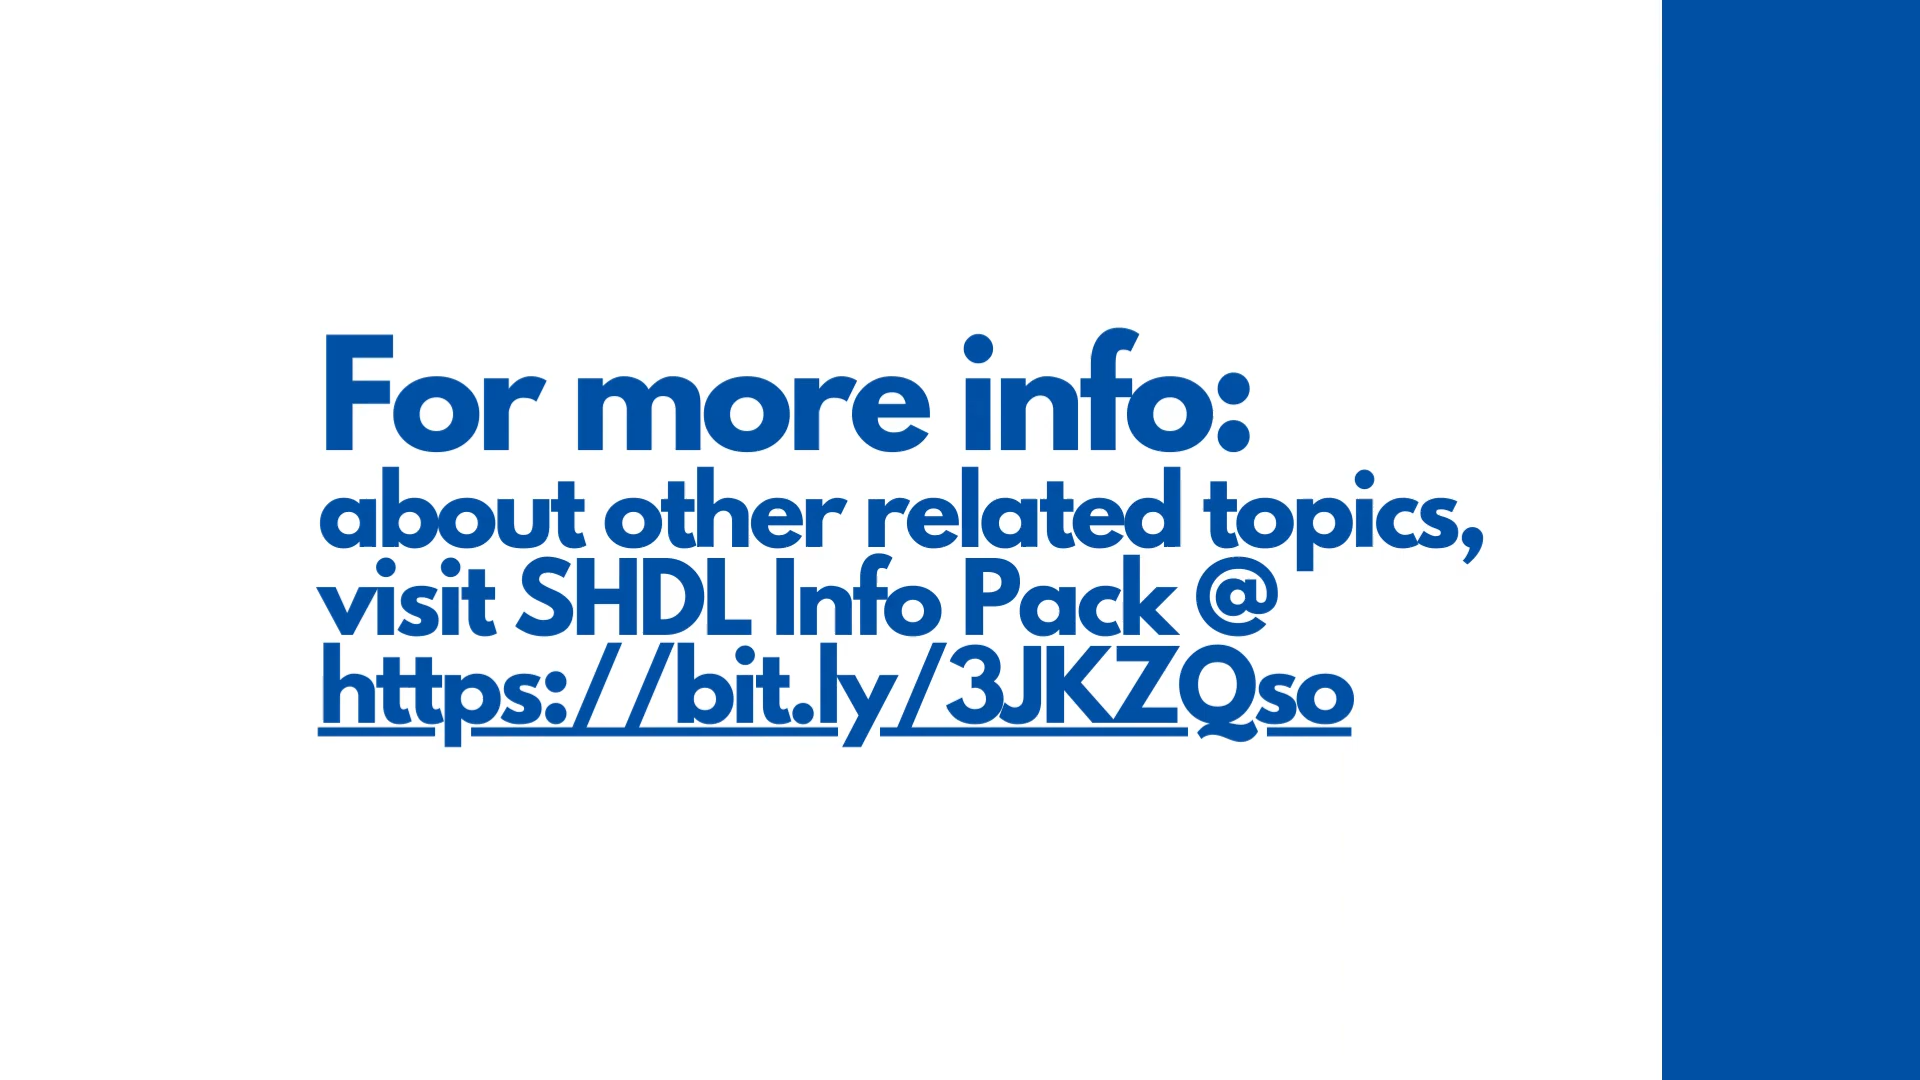 For more info:
about other related topics,
visit SHDL Info Pack @
https://bit.ly/3JKZQso